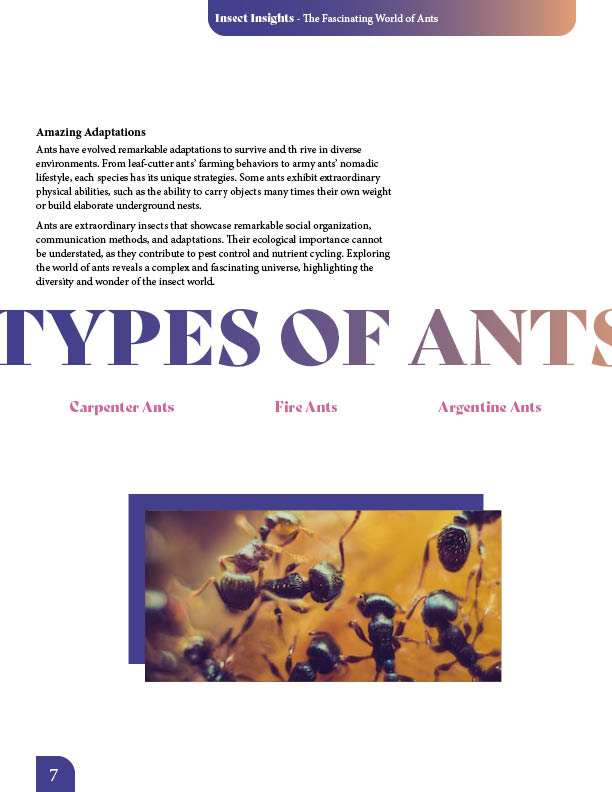 Insect Insights - The Fascinating World of Ants
Amazing Adaptations
Ants have evolved remarkable adaptations to survive and th rive in diverse
environments. From leaf-cutter ants’ farming behaviors to army ants’ nomadic
lifestyle, each species has its unique strategies. Some ants exhibit extraordinary
physical abilities, such as the ability to carry objects many times their own weight
or build elaborate underground nests.
Ants are extraordinary insects that showcase remarkable social organization,
communication methods, and adaptations. Their ecological importance cannot
be understated, as they contribute to pest control and nutrient cycling. Exploring
the world of ants reveals a complex and fascinating universe, highlighting the
diversity and wonder of the insect world.
TYPES OF ANTS
Carpenter Ants Fire Ants Argentine Ants
7